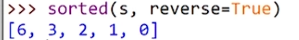 >>> sorted(s, reverse=True)
[6, 3, 2, 1, 0]